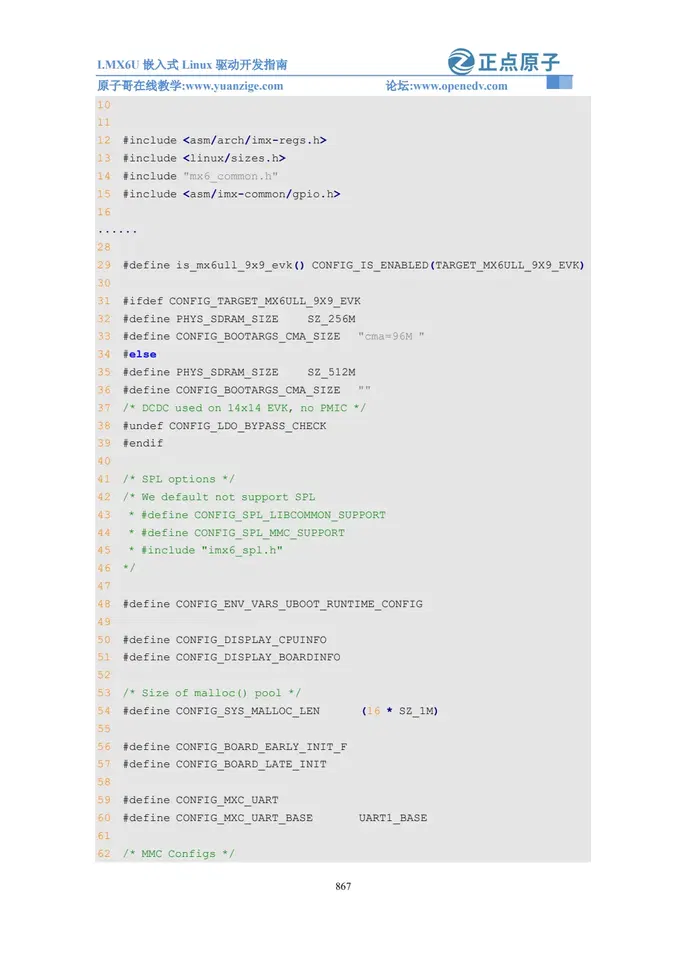 I.MX6U 嵌入式 Linux 驱动开发指南
正点原子
原子哥在线教学:www.yuanzige.com 论坛:www.openedv.com
10
11
12 #include <asm/arch/imx-regs.h>
13 #include <linux/sizes.h>
14 #include "mx6_common.h"
15 #include <asm/imx-common/gpio.h>
16
......
28
29 #define is_mx6ull_9x9_evk() CONFIG_IS_ENABLED(TARGET_MX6ULL_9X9_EVK)
30
31 #ifdef CONFIG_TARGET_MX6ULL_9X9_EVK
32 #define PHYS_SDRAM_SIZE SZ_256M
33 #define CONFIG_BOOTARGS_CMA_SIZE "cma=96M "
34 #else
35 #define PHYS_SDRAM_SIZE SZ_512M
36 #define CONFIG_BOOTARGS_CMA_SIZE ""
37 /* DCDC used on 14x14 EVK, no PMIC */
38 #undef CONFIG_LDO_BYPASS_CHECK
39 #endif
40
41 /* SPL options */
42 /* We default not support SPL
43 * #define CONFIG_SPL_LIBCOMMON_SUPPORT
44 * #define CONFIG_SPL_MMC_SUPPORT
45 * #include "imx6_spl.h"
46 */
47
48 #define CONFIG_ENV_VARS_UBOOT_RUNTIME_CONFIG
49
50 #define CONFIG_DISPLAY_CPUINFO
51 #define CONFIG_DISPLAY_BOARDINFO
52
53 /* Size of malloc() pool */
54 #define CONFIG_SYS_MALLOC_LEN (16 * SZ_1M)
55
56 #define CONFIG_BOARD_EARLY_INIT_F
57 #define CONFIG_BOARD_LATE_INIT
58
59 #define CONFIG_MXC_UART
60 #define CONFIG_MXC_UART_BASE UART1_BASE
61
62 /* MMC Configs */
867